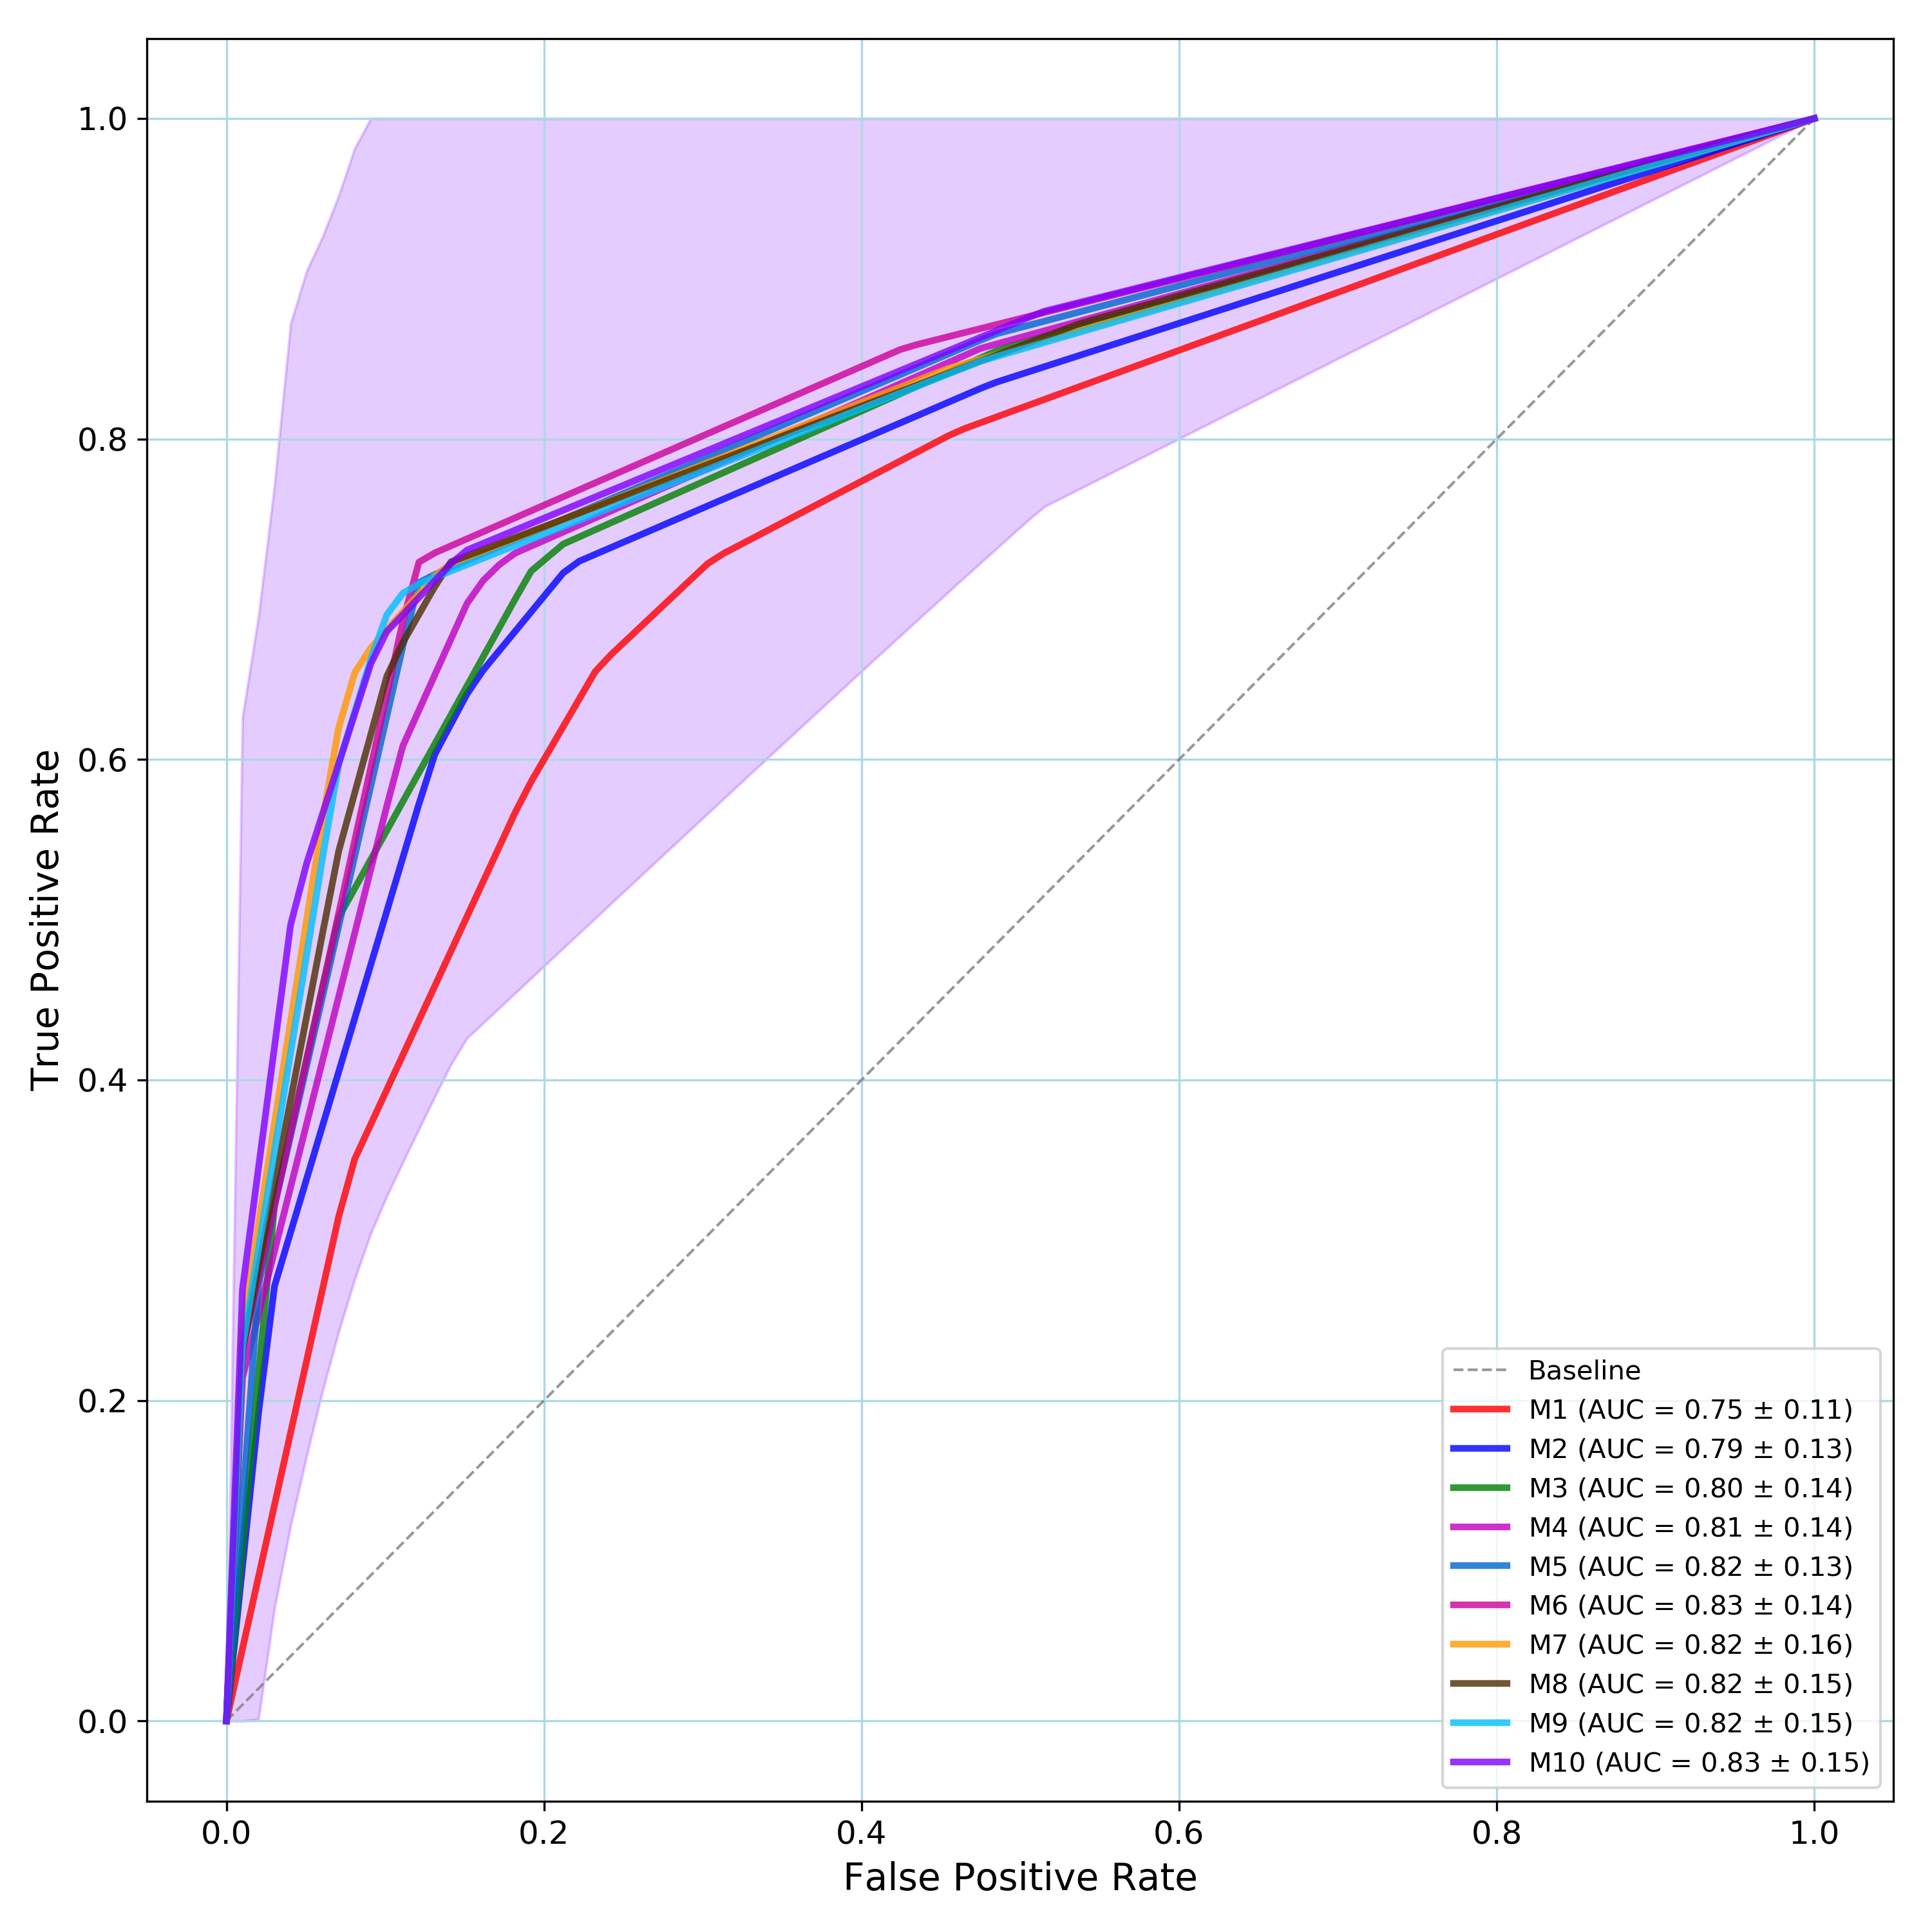 1.0
0.8
0.6
0.4
0.2
0.0
True Positive Rate
0.0 0.2 0.4 0.6 0.8 1.0
False Positive Rate
Baseline
M1 (AUC = 0.75 ± 0.11)
M2 (AUC = 0.79 ± 0.13)
M3 (AUC = 0.80 ± 0.14)
M4 (AUC = 0.81 ± 0.14)
M5 (AUC = 0.82 ± 0.13)
M6 (AUC = 0.83 ± 0.14)
M7 (AUC = 0.82 ± 0.16)
M8 (AUC = 0.82 ± 0.15)
M9 (AUC = 0.82 ± 0.15)
M10 (AUC = 0.83 ± 0.15)